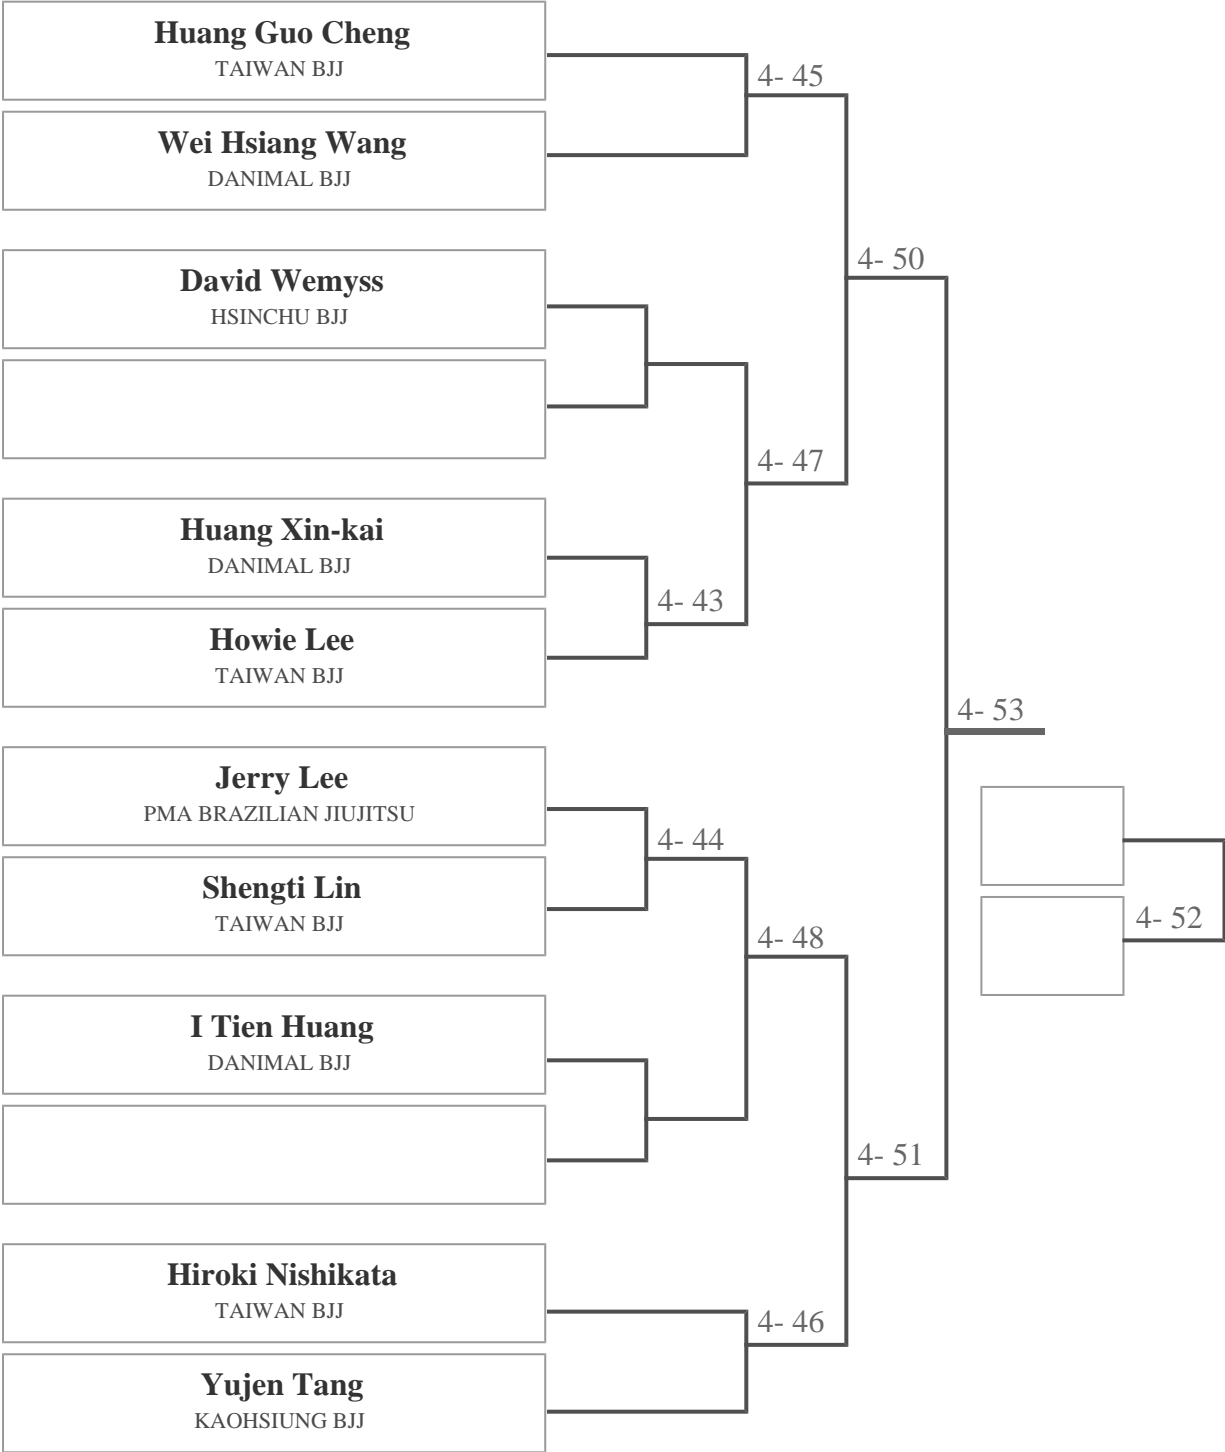 Huang Guo Cheng
TAIWAN BJJ
4- 45
Wei Hsiang Wang
DANIMAL BJJ
4- 50
David Wemyss
HSINCHU BJJ
4- 47
Huang Xin-kai
DANIMAL BJJ
4- 43
Howie Lee
TAIWAN BJJ
4- 53
Jerry Lee
PMA BRAZILIAN JIUJITSU
4- 44
Shengti Lin
TAIWAN BJJ
4- 52
4- 48
I Tien Huang
DANIMAL BJJ
4- 51
Hiroki Nishikata
TAIWAN BJJ
4- 46
Yujen Tang
KAOHSIUNG BJJ